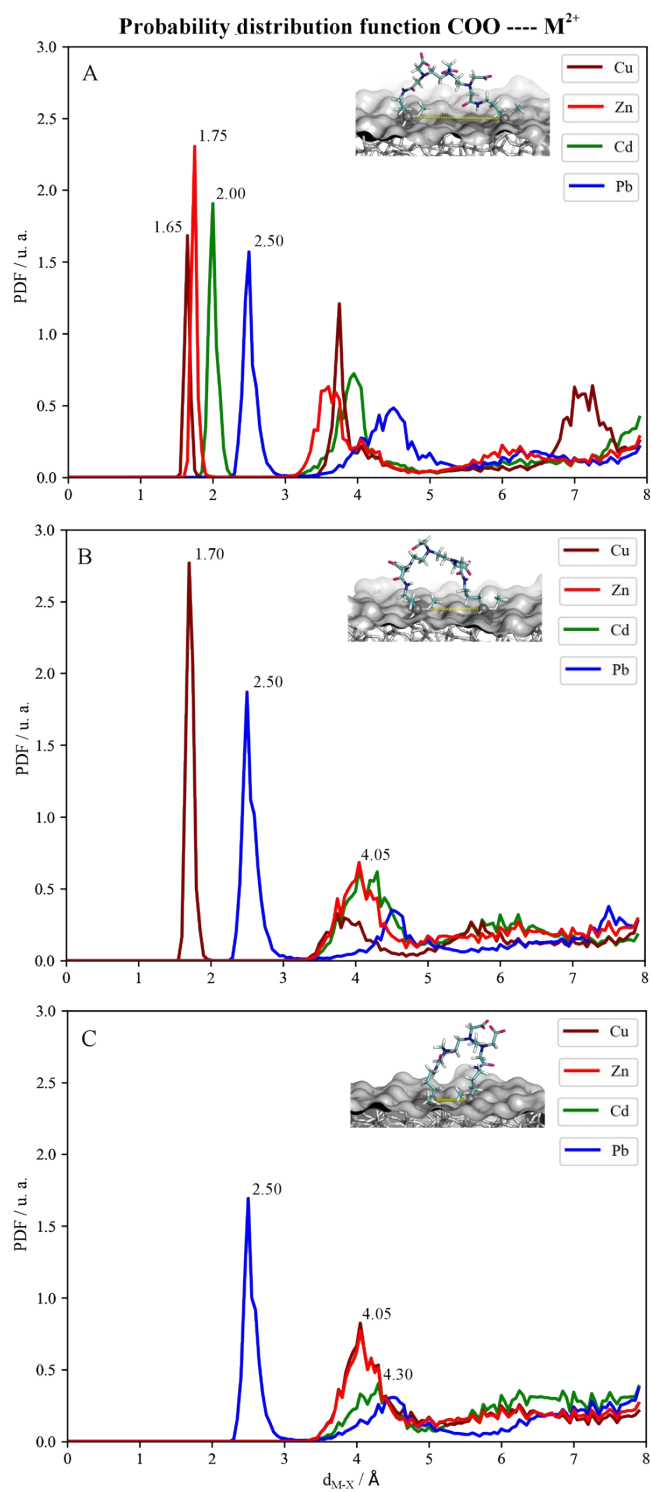 Probability distribution function COO ---- M2+
A
Cu
Zn
Cd
Pb
1.75
2.00
1.65
2.50
PDF / u. a.
3.0
2.5
2.0
1.5
1.0
0.5
0.0
0 1 2 3 4 5 6 7 8
B
Cu
Zn
Cd
Pb
1.70
2.50
4.05
PDF / u. a.
3.0
2.5
2.0
1.5
1.0
0.5
0.0
0 1 2 3 4 5 6 7 8
C
Cu
Zn
Cd
Pb
2.50
4.05
4.30
PDF / u. a.
3.0
2.5
2.0
1.5
1.0
0.5
0.0
0 1 2 3 4 5 6 7 8
dM-X / Å